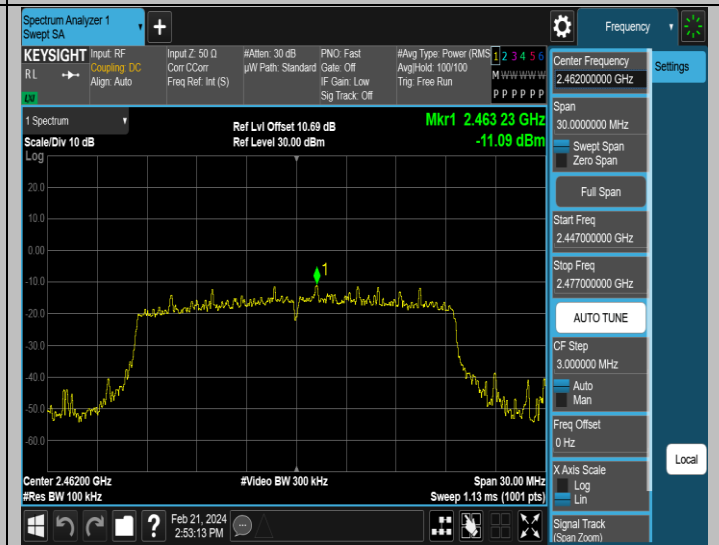 Spectrum Analyzer 1
Swept SA
+
Frequency
KEYSIGHT
Input: RF
Input Z: 50 Ω
#Atten: 30 dB
PNO: Fast
#Avg Type: Power (RMS
1 2 3 4 5 6
RL
Coupling: DC
Corr CCorr
µW Path: Standard
Gate: Off
Avg|Hold: 100/100
M W W W W W
Align: Auto
Freq Ref: Int (S)
IF Gain: Low
Trig: Free Run
Sig Track: Off
P P P P P P
LXI
1 Spectrum
Ref Lvl Offset 10.69 dB
Mkr1 2.463 23 GHz
Scale/Div 10 dB
Ref Level 30.00 dBm
-11.09 dBm
Log
20.0
10.0
0.00
-10.0
-20.0
-30.0
-40.0
-50.0
-60.0
1
Center 2.46200 GHz
#Video BW 300 kHz
Span 30.00 MHz
#Res BW 100 kHz
Sweep 1.13 ms (1001 pts)
?
Feb 21, 2024
2:53:13 PM
Center Frequency
2.462000000 GHz
Settings
Span
30.0000000 MHz
Swept Span
Zero Span
Full Span
Start Freq
2.447000000 GHz
Stop Freq
2.477000000 GHz
AUTO TUNE
CF Step
3.000000 MHz
Auto
Man
Freq Offset
0 Hz
Local
X Axis Scale
Log
Lin
Signal Track
(Span Zoom)